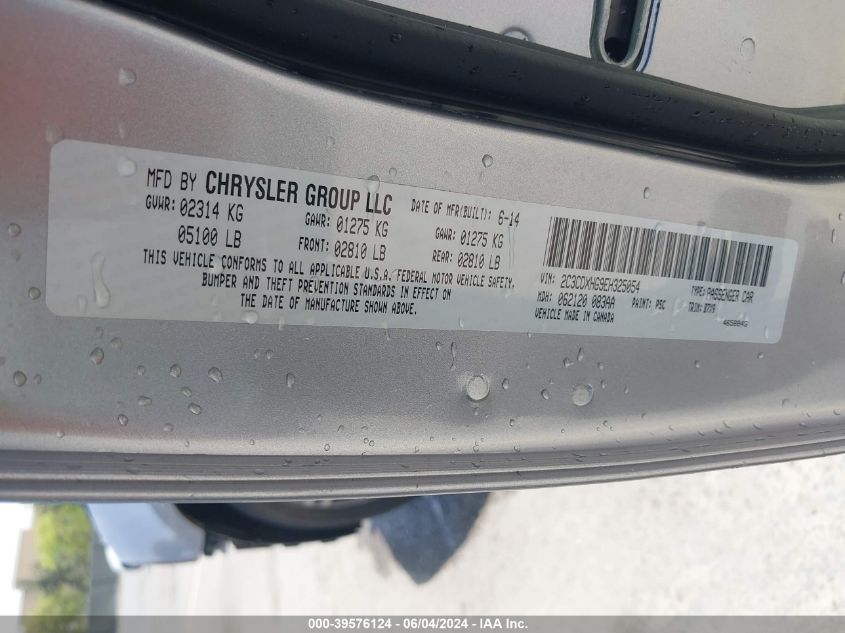 MFD BY CHRYSLER GROUP LLC
DATE OF MFR(BUILT): 6-14
GVWR: 02314 KG
GAWR: 01275 KG
GAWR: 01275 KG
05100 LB
FRONT: 02810 LB
REAR: 02810 LB
THIS VEHICLE CONFORMS TO ALL APPLICABLE U.S.A. FEDERAL MOTOR VEHICLE SAFETY,
BUMPER AND THEFT PREVENTION STANDARDS IN EFFECT ON
THE DATE OF MANUFACTURE SHOWN ABOVE.
VIN: 2C3CDXHG9EH325054
TYPE: PASSENGER CAR
MDH: 062120 083AA
PAINT: PSC
TRIM:
VEHICLE MADE IN CANADA
000-39576124 - 06/04/2024 - IAA Inc.